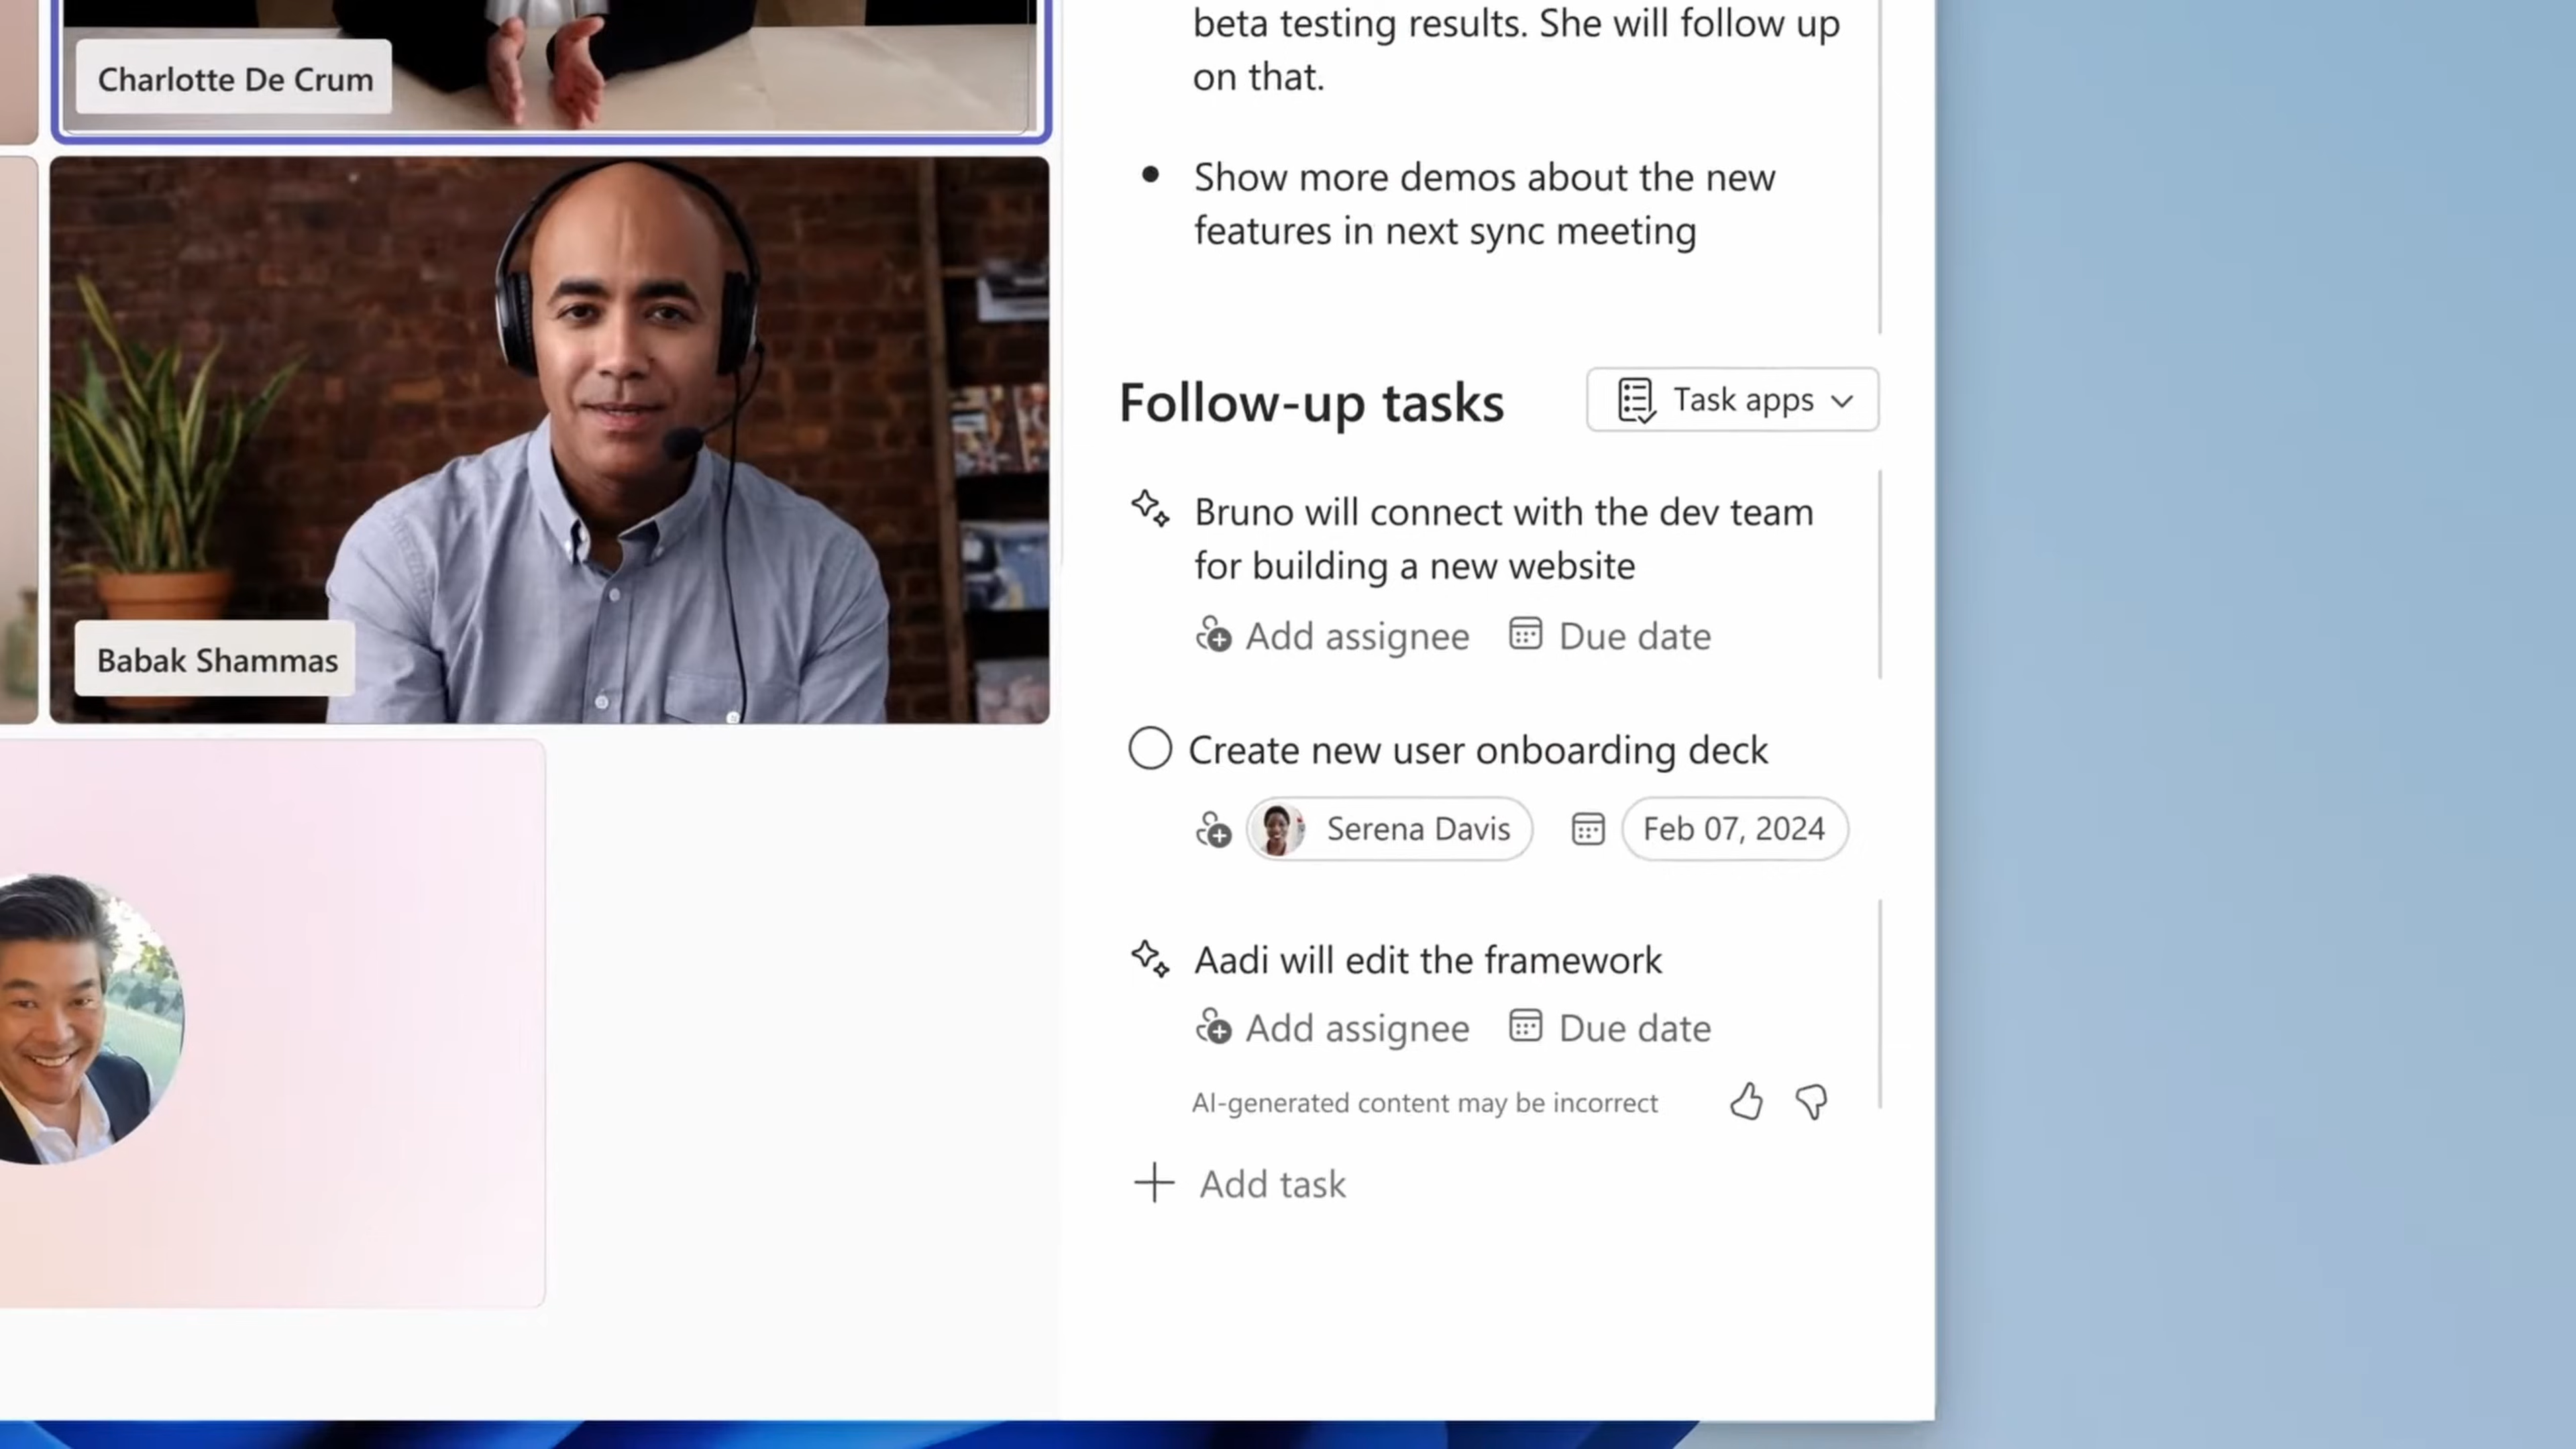 Charlotte De Crum
Babak Shammas
beta testing results. She will follow up
on that.
Show more demos about the new
features in next sync meeting
Follow-up tasks
Task apps
Bruno will connect with the dev team
for building a new website
Add assignee Due date
Create new user onboarding deck
Serena Davis Feb 07, 2024
Aadi will edit the framework
Add assignee Due date
AI-generated content may be incorrect
Add task